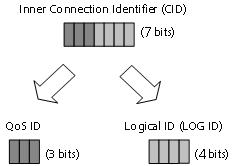 Inner Connection Identifier (CID)
(7 bits)
QoS ID
Logical ID (LOG ID)
(3 bits)
(4 bits)